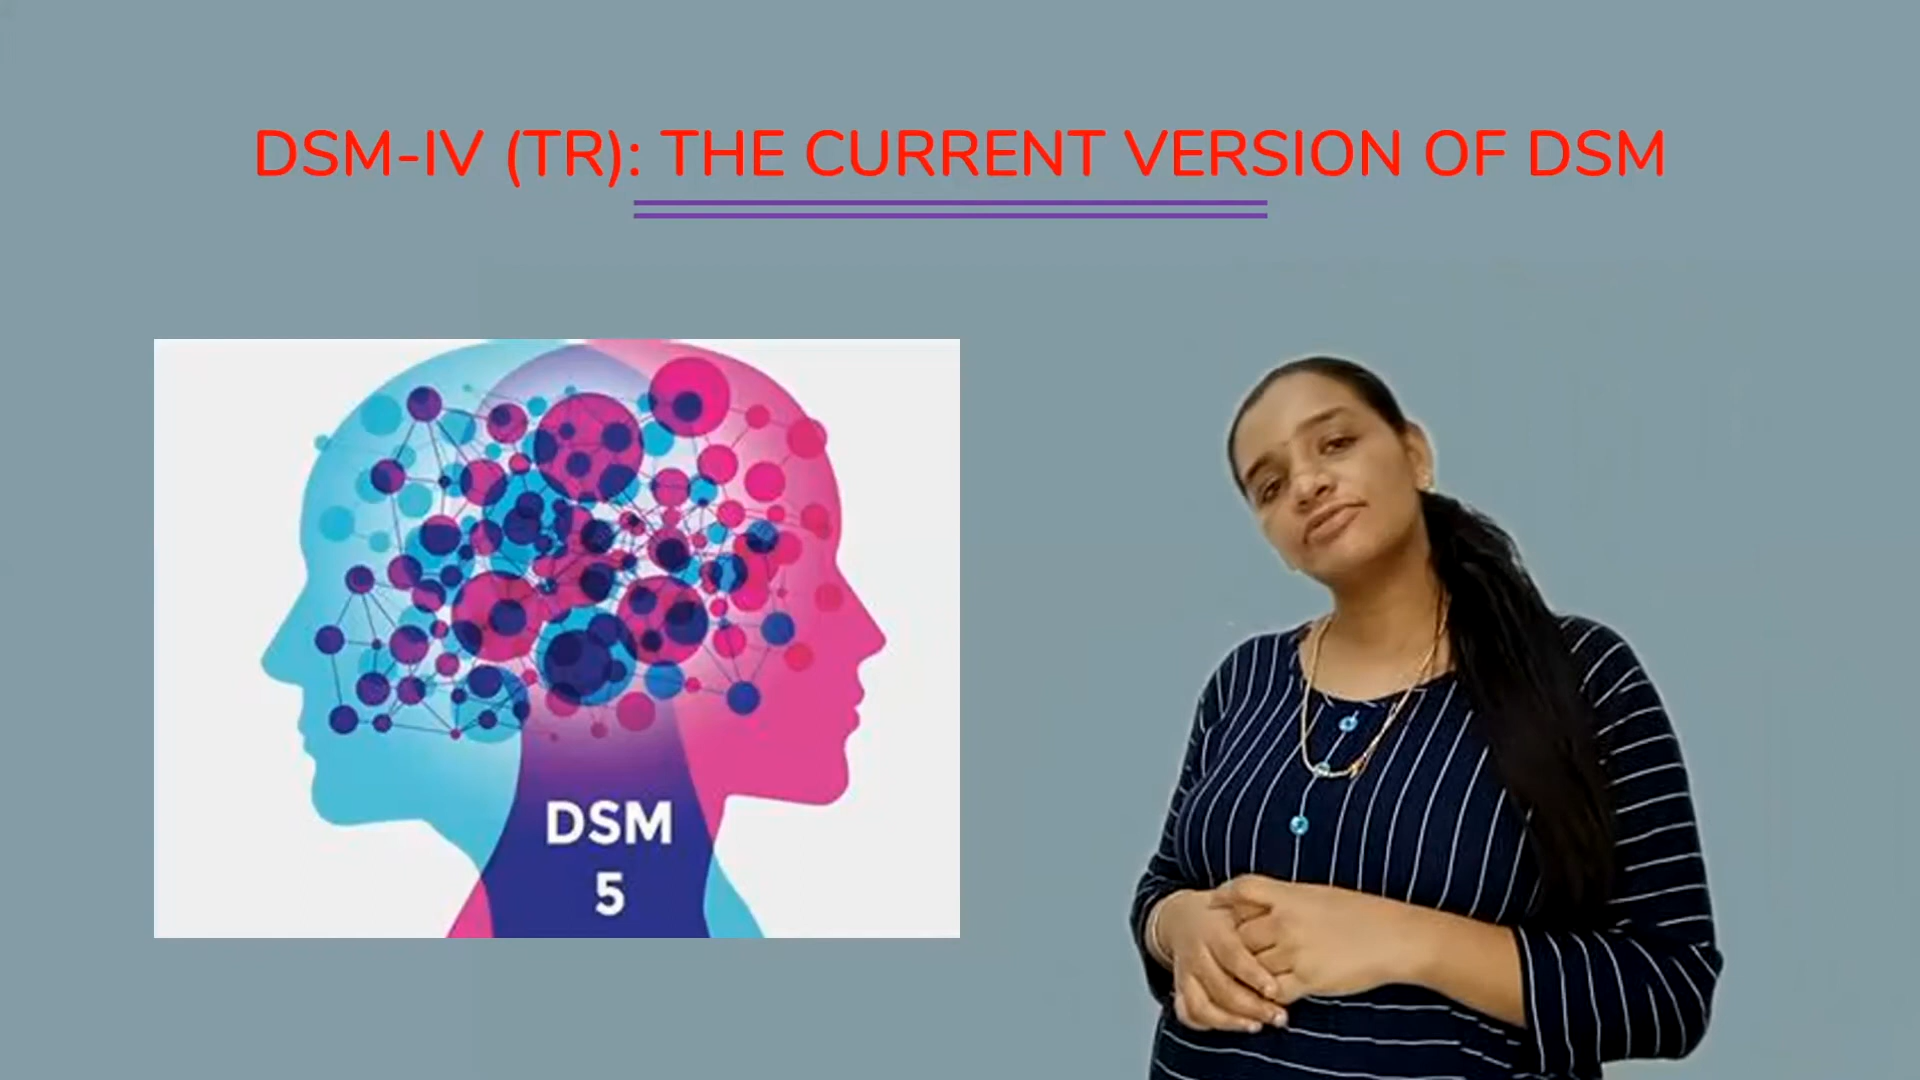 DSM-IV (TR): THE CURRENT VERSION OF DSM
DSM
5